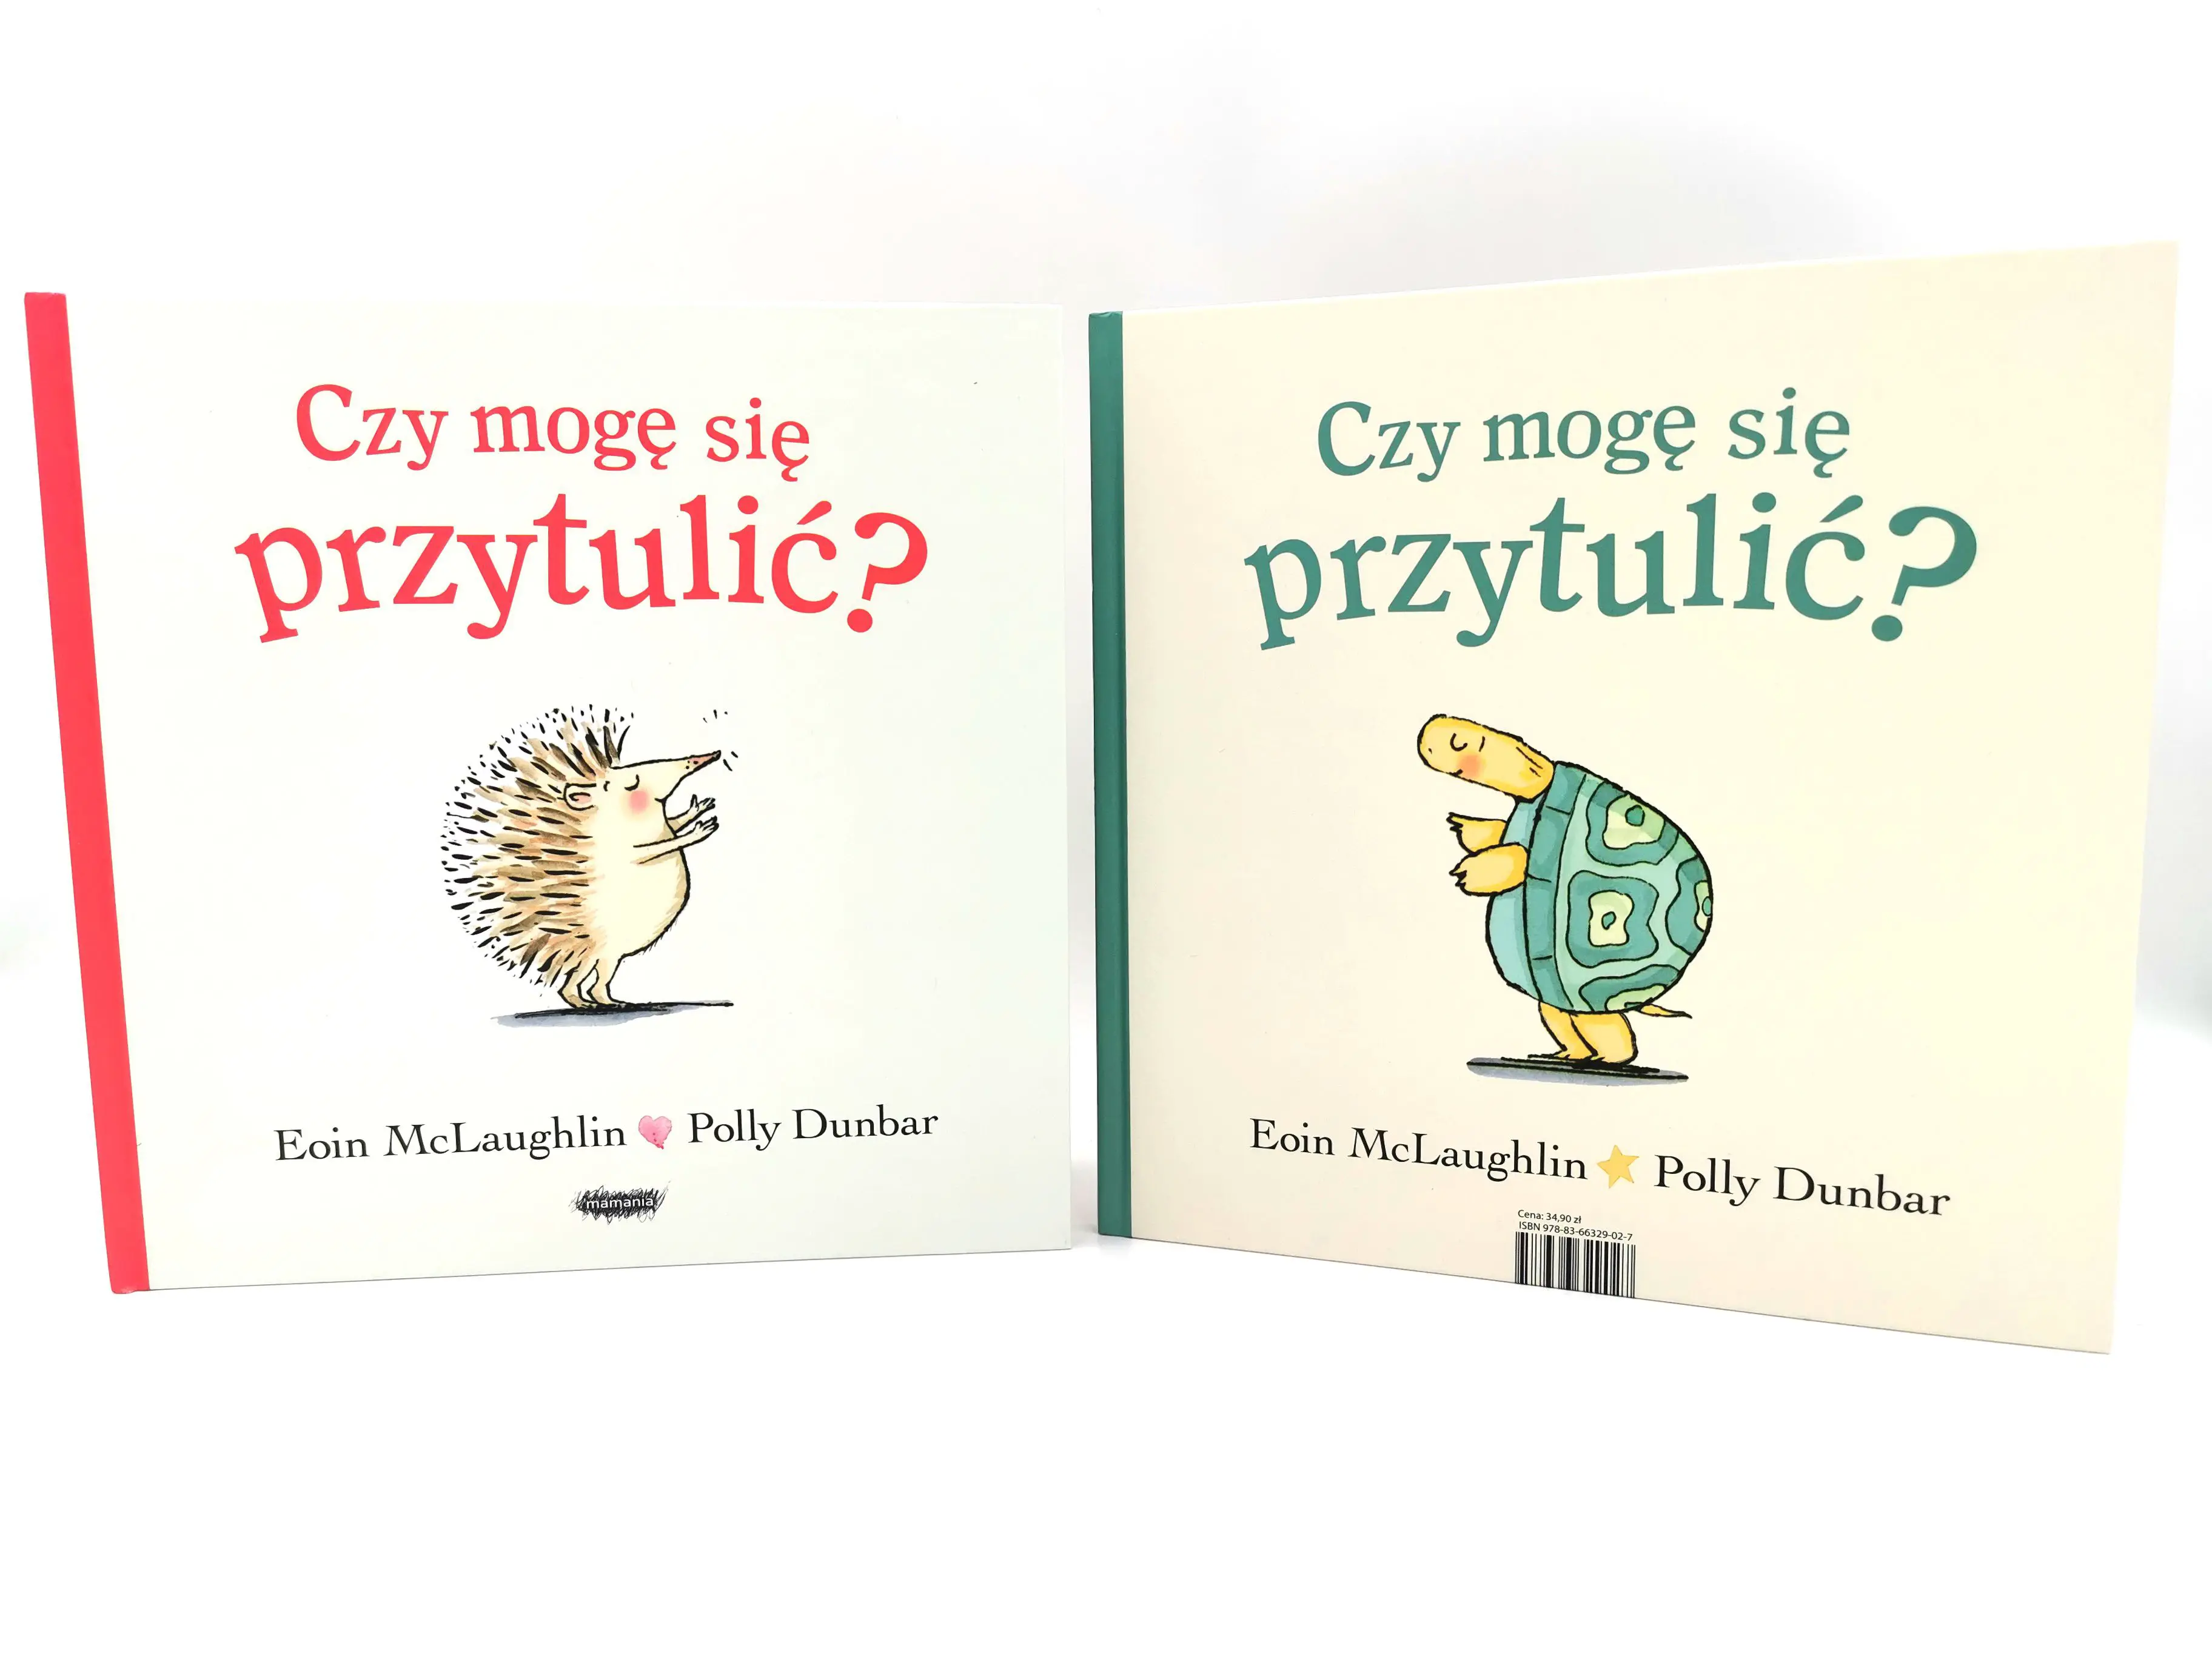 Czy mogę się
przytulić?
Eoin McLaughlin Polly Dunbar
mamania
Czy mogę się
przytulić?
Eoin McLaughlin Polly Dunbar
Cena: 34,90 zł
ISBN 978-83-66329-02-7